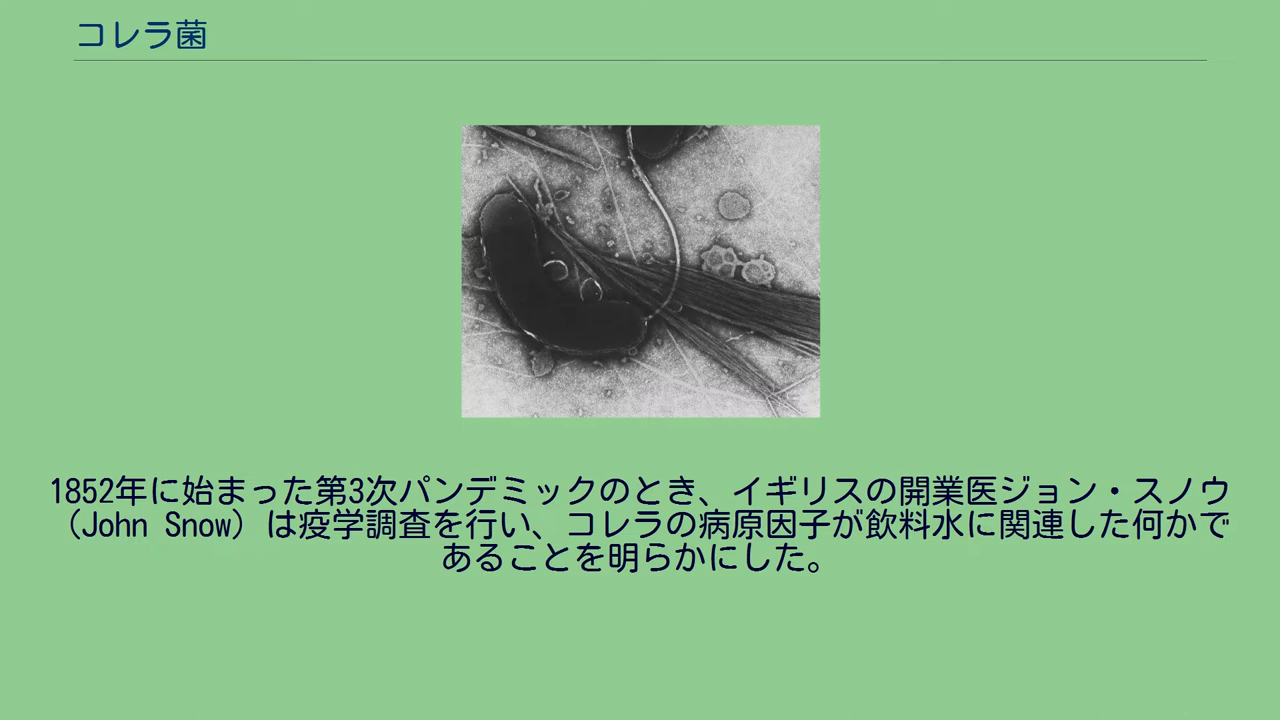 コレラ菌
1852年に始まった第3次パンデミックのとき、イギリスの開業医ジョン・スノウ
（John Snow）は疫学調査を行い、コレラの病原因子が飲料水に関連した何かで
あることを明らかにした。